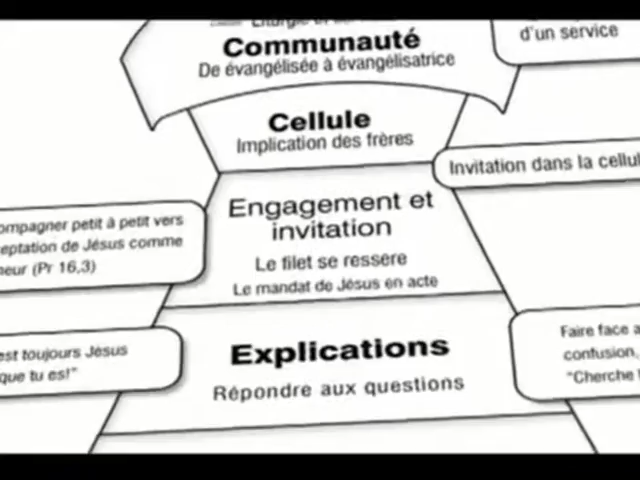 Communauté
De évangélisée à évangélisatrice
d'un service
Cellule
Implication des frères
Invitation dans la cellul
Engagement et
invitation
Le filet se ressere
Le mandat de Jésus en acte
ompagner petit à petit vers
eptation de Jésus comme
neur (Pr 16,3)
Explications
Répondre aux questions
est toujours Jésus
que tu es!"
Faire face a
confusion,
"Cherche